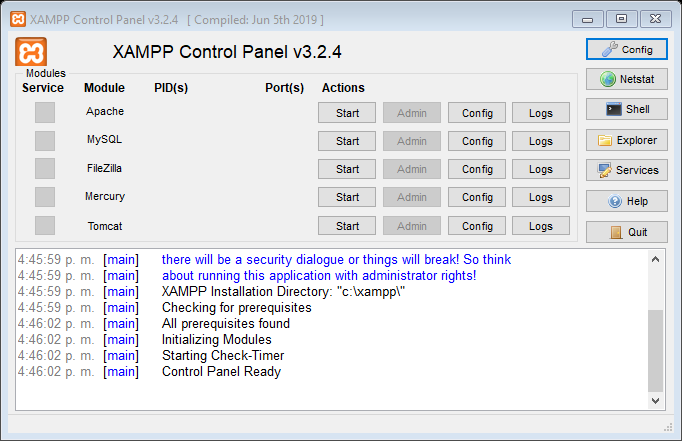 XAMPP Control Panel v3.2.4 [ Compiled: Jun 5th 2019 ]
XAMPP Control Panel v3.2.4
Config
Modules
Service Module PID(s) Port(s) Actions
Netstat
Apache Start Admin Config Logs
Shell
MySQL Start Admin Config Logs
Explorer
FileZilla Start Admin Config Logs
Services
Mercury Start Admin Config Logs
Help
Tomcat Start Admin Config Logs
Quit
4:45:59 p. m. [main] there will be a security dialogue or things will break! So think
4:45:59 p. m. [main] about running this application with administrator rights!
4:45:59 p. m. [main] XAMPP Installation Directory: "c:\xampp\"
4:45:59 p. m. [main] Checking for prerequisites
4:46:02 p. m. [main] All prerequisites found
4:46:02 p. m. [main] Initializing Modules
4:46:02 p. m. [main] Starting Check-Timer
4:46:02 p. m. [main] Control Panel Ready